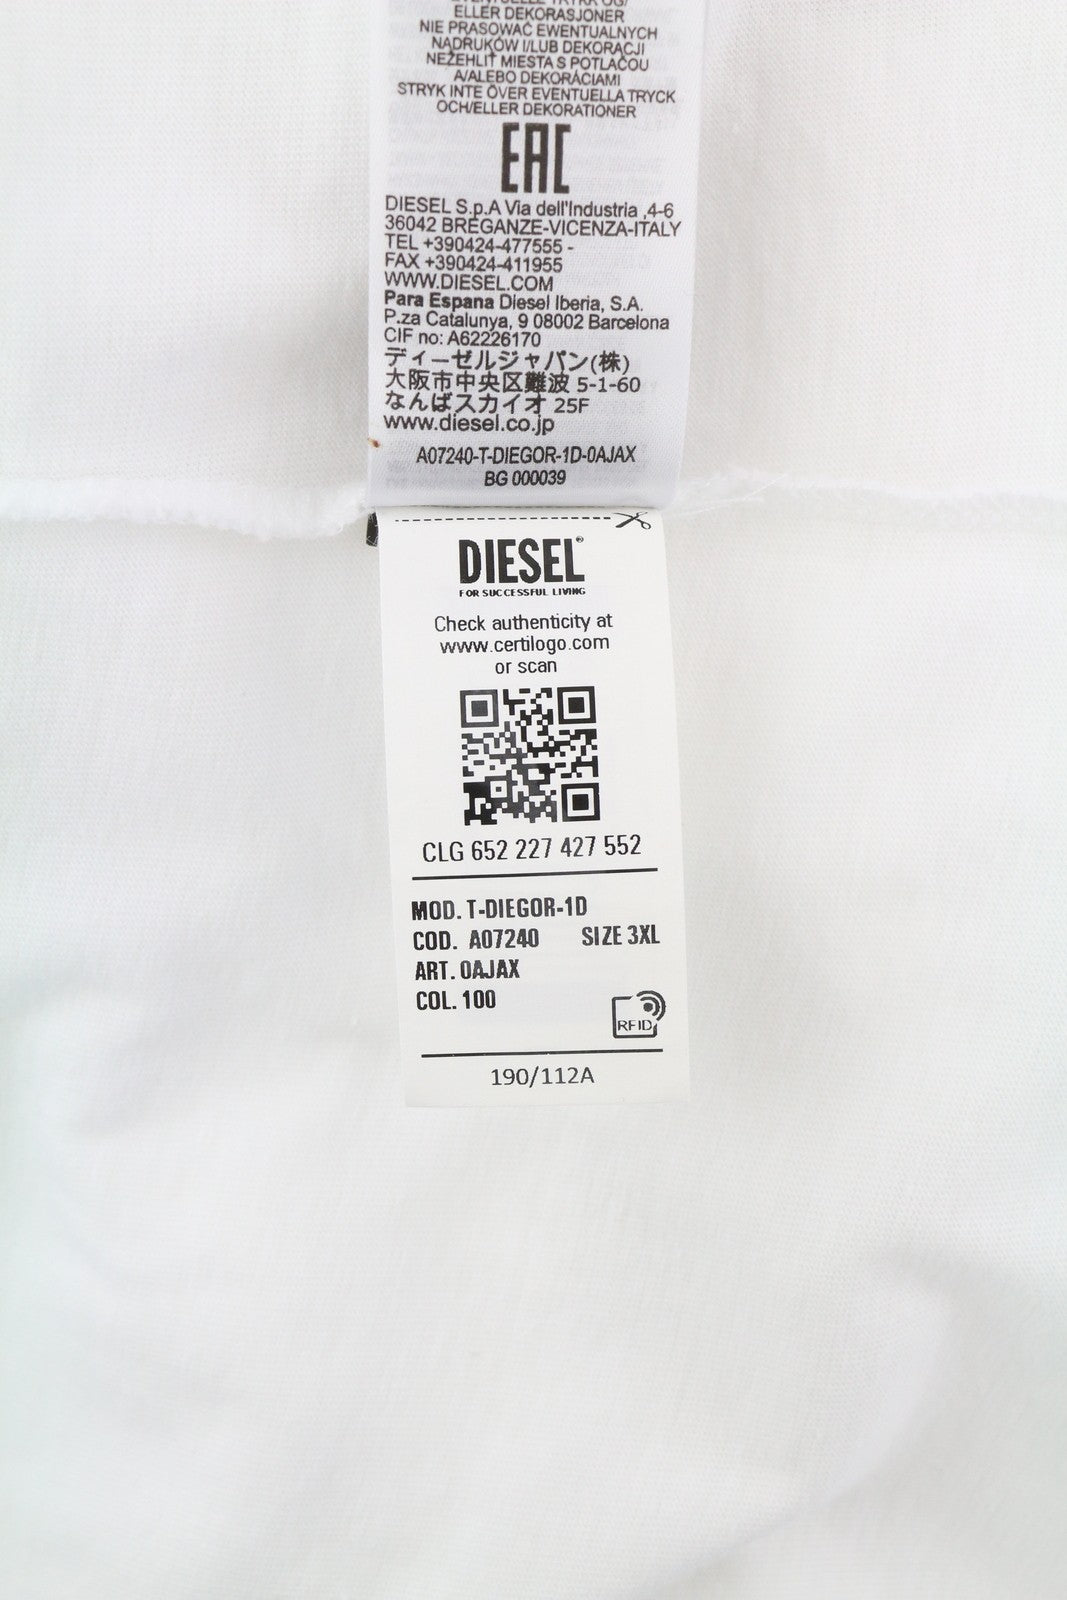 ELLER DEKORASJONER
NIE PRASOWAĆ EWENTUALNYCH
NADRUKÓW I/LUB DEKORACJI
NEŽEHLIŤ MIESTA S POTLAČOU
A/ALEBO DEKORÁCIAMI
STRYK INTE ÖVER EVENTUELLA TRYCK
OCH/ELLER DEKORATIONER
EAC
DIESEL S.p.A Via dell'Industria ,4-6
36042 BREGANZE-VICENZA-ITALY
TEL +390424-477555 -
FAX +390424-411955
WWW.DIESEL.COM
Para Espana Diesel Iberia, S.A.
P.za Catalunya, 9 08002 Barcelona
CIF no: A62226170
ディーゼルジャパン(株)
大阪市中央区難波 5-1-60
なんばスカイオ 25F
www.diesel.co.jp
A07240-T-DIEGOR-1D-0AJAX
BG 000039
DIESEL®
FOR SUCCESSFUL LIVING
Check authenticity at
www.certilogo.com
or scan
CLG 652 227 427 552
MOD. T-DIEGOR-1D
COD. A07240 SIZE 3XL
ART. 0AJAX
COL. 100
RFID
190/112A